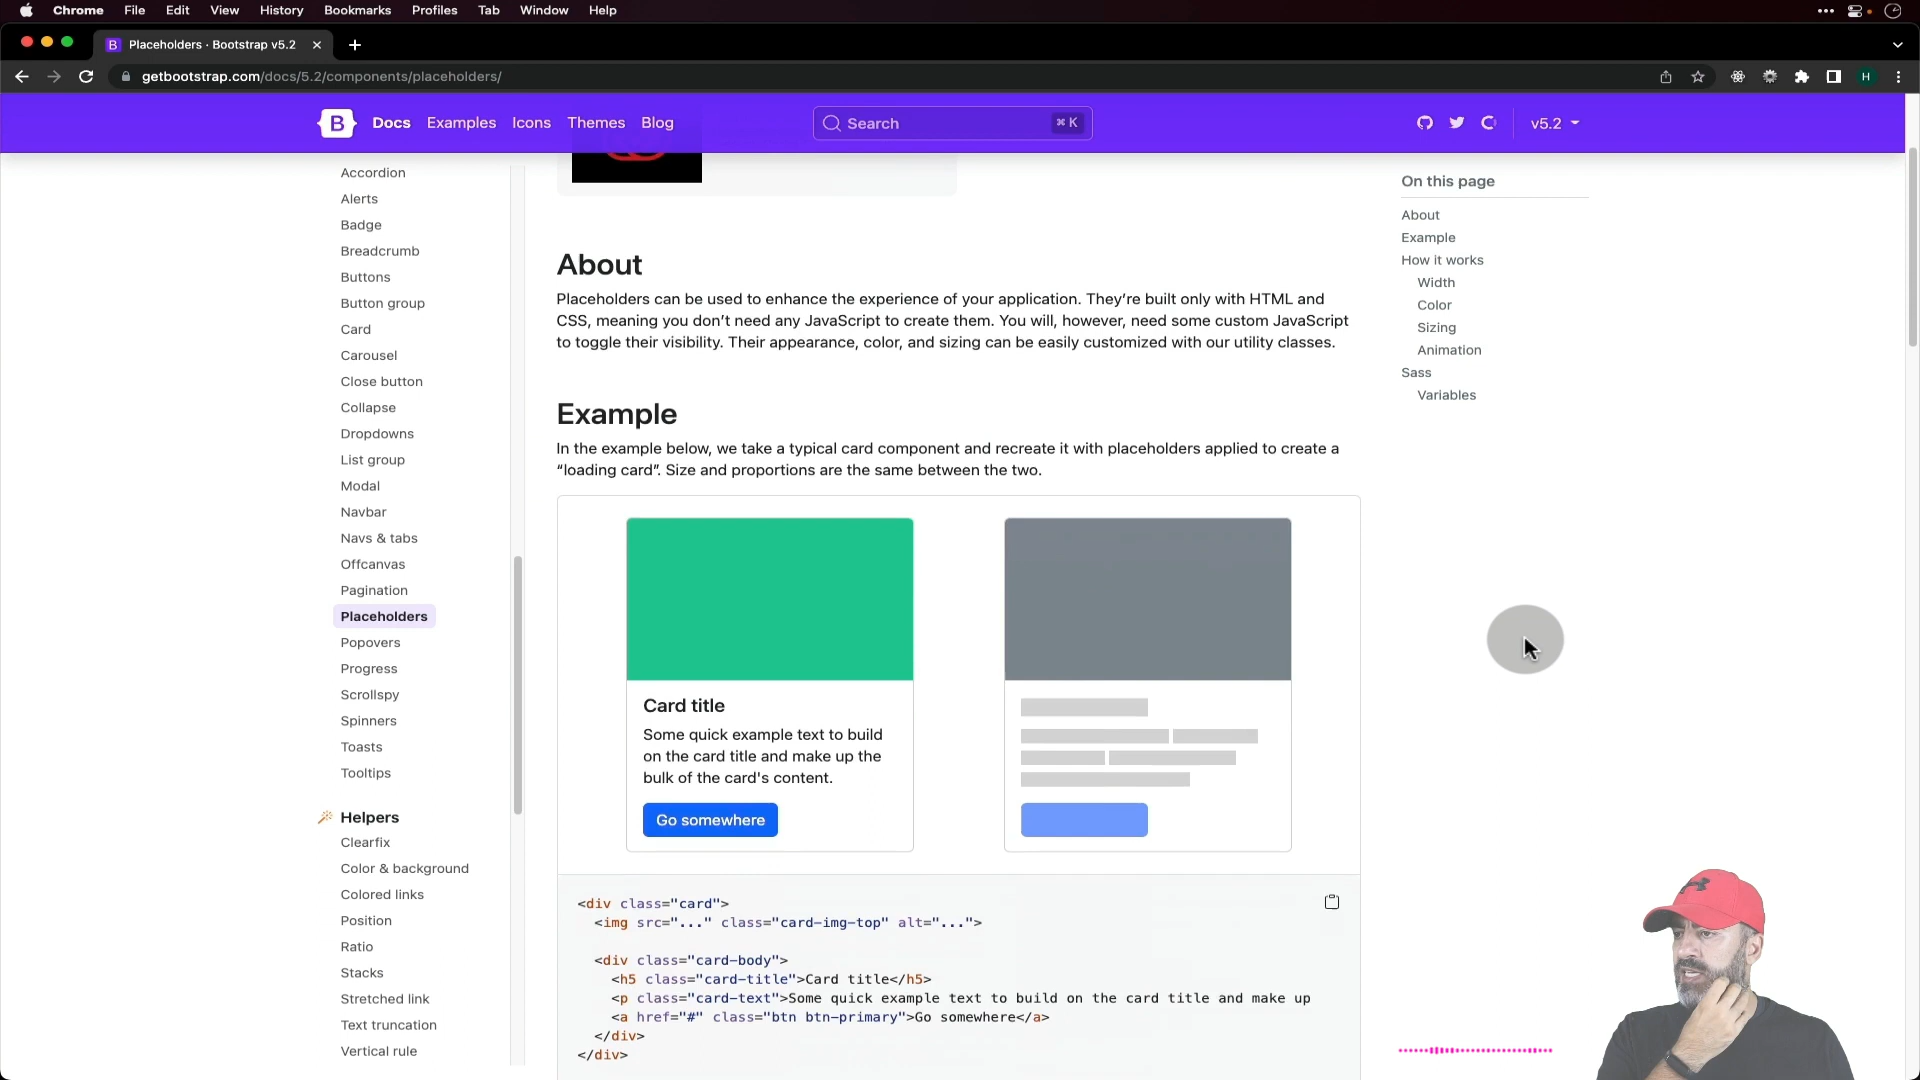 Chrome File Edit View History Bookmarks Profiles Tab Window Help
Placeholders · Bootstrap v5.2
getbootstrap.com/docs/5.2/components/placeholders/
H
B Docs Examples Icons Themes Blog
Search ⌘ K
v5.2
Accordion
Alerts
Badge
Breadcrumb
Buttons
Button group
Card
Carousel
Close button
Collapse
Dropdowns
List group
Modal
Navbar
Navs & tabs
Offcanvas
Pagination
Placeholders
Popovers
Progress
Scrollspy
Spinners
Toasts
Tooltips
Helpers
Clearfix
Color & background
Colored links
Position
Ratio
Stacks
Stretched link
Text truncation
Vertical rule
About
Placeholders can be used to enhance the experience of your application. They’re built only with HTML and
CSS, meaning you don’t need any JavaScript to create them. You will, however, need some custom JavaScript
to toggle their visibility. Their appearance, color, and sizing can be easily customized with our utility classes.
Example
In the example below, we take a typical card component and recreate it with placeholders applied to create a
“loading card”. Size and proportions are the same between the two.
Card title
Some quick example text to build
on the card title and make up the
bulk of the card's content.
Go somewhere
<div class="card">
<img src="..." class="card-img-top" alt="...">
<div class="card-body">
<h5 class="card-title">Card title</h5>
<p class="card-text">Some quick example text to build on the card title and make up
<a href="#" class="btn btn-primary">Go somewhere</a>
</div>
</div>
On this page
About
Example
How it works
Width
Color
Sizing
Animation
Sass
Variables